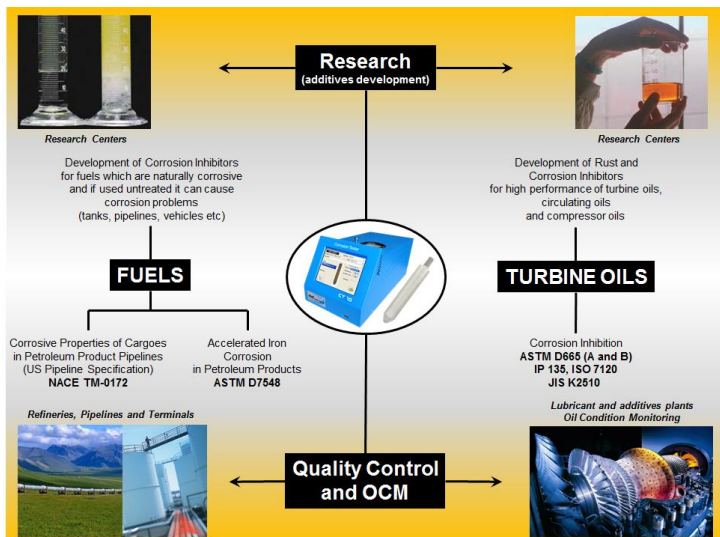 Research
(additives development)
Research Centers
Research Centers
Development of Corrosion Inhibitors
for fuels which are naturally corrosive
and if used untreated it can cause
corrosion problems
(tanks, pipelines, vehicles etc)
Development of Rust and
Corrosion Inhibitors
for high performance of turbine oils,
circulating oils
and compressor oils
FUELS
TURBINE OILS
Corrosive Properties of Cargoes
in Petroleum Product Pipelines
(US Pipeline Specification)
NACE TM-0172
Accelerated Iron
Corrosion
in Petroleum Products
ASTM D7548
Corrosion Inhibition
ASTM D665 (A and B)
IP 135, ISO 7120
JIS K2510
Refineries, Pipelines and Terminals
Lubricant and additives plants
Oil Condition Monitoring
Quality Control
and OCM